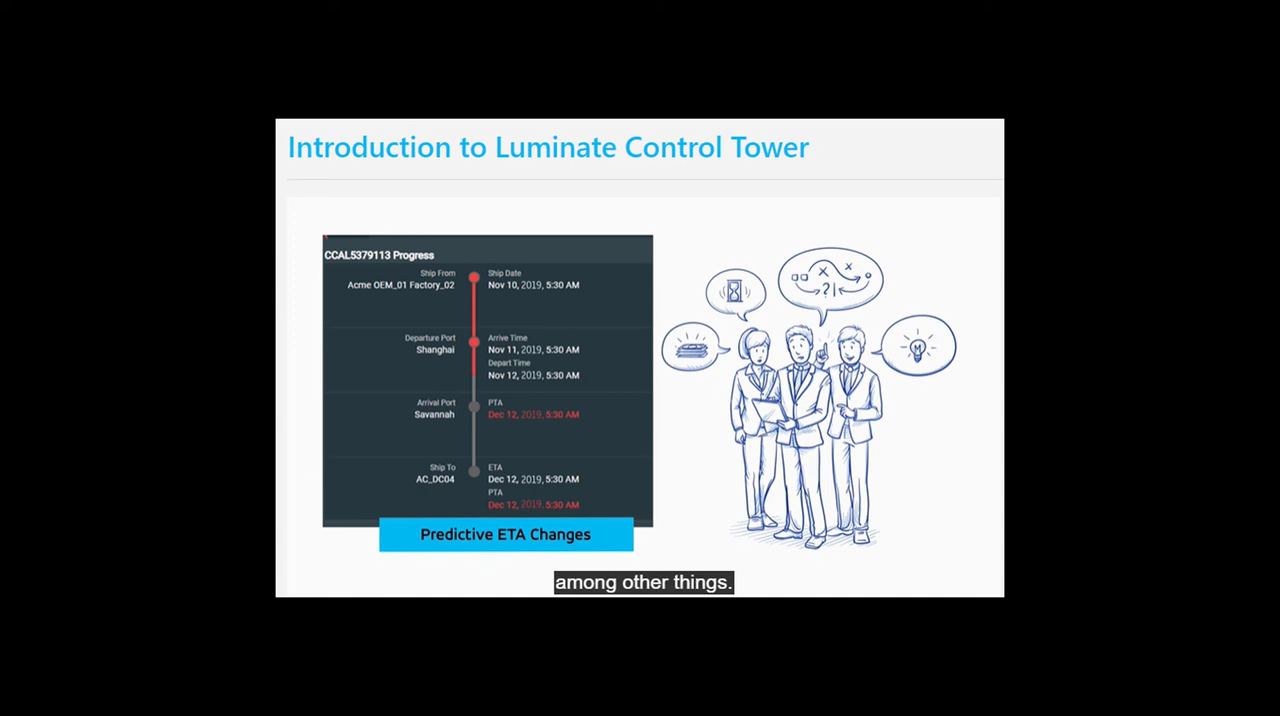 Introduction to Luminate Control Tower
CCAL5379113 Progress
Ship From
Acme OEM_01 Factory_02
Ship Date
Nov 10, 2019, 5:30 AM
Departure Port
Shanghai
Arrive Time
Nov 11, 2019, 5:30 AM
Depart Time
Nov 12, 2019, 5:30 AM
Arrival Port
Savannah
PTA
Dec 12, 2019, 5:30 AM
Ship To
AC_DC04
ETA
Dec 12, 2019, 5:30 AM
PTA
Dec 12, 2019, 5:30 AM
Predictive ETA Changes
x
x
?!
among other things.